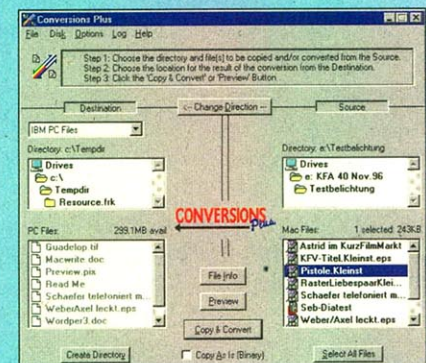 Conversions Plus
File Disk Options Log Help
Step 1: Choose the directory and file(s) to be copied and/or converted from the Source.
Step 2: Choose the location for the result of the conversion from the Destination.
Step 3: Click the 'Copy & Convert' or 'Preview' Button
Destination
<-- Change Direction --
Source
IBM PC Files
Directory: c:\Tempdir
Directory: e:\Testbelichtung
Drives
c:\
Tempdir
Resource.frk
Drives
e: KFA 40 Nov.96
Testbelichtung
CONVERSIONS
Plus
PC Files: 299.1MB avail
Mac Files: 1 selected 243KB
Guadelop tif
Macwrite doc
Preview.pix
Read Me
Schaefer telefoniert m...
WeberAxel leckt.eps
Wordper3.doc
File Info
Preview
Copy & Convert
Astrid im KurzFilmMarkt
KFV-Titel.Kleinst.eps
Pistole.Kleinst
RasterLiebespaarKlei...
Schaefer telefoniert m...
Seb-Diatest
Weber/Axel leckt.eps
Create Directory
Copy As Is (Binary)
Select All Files